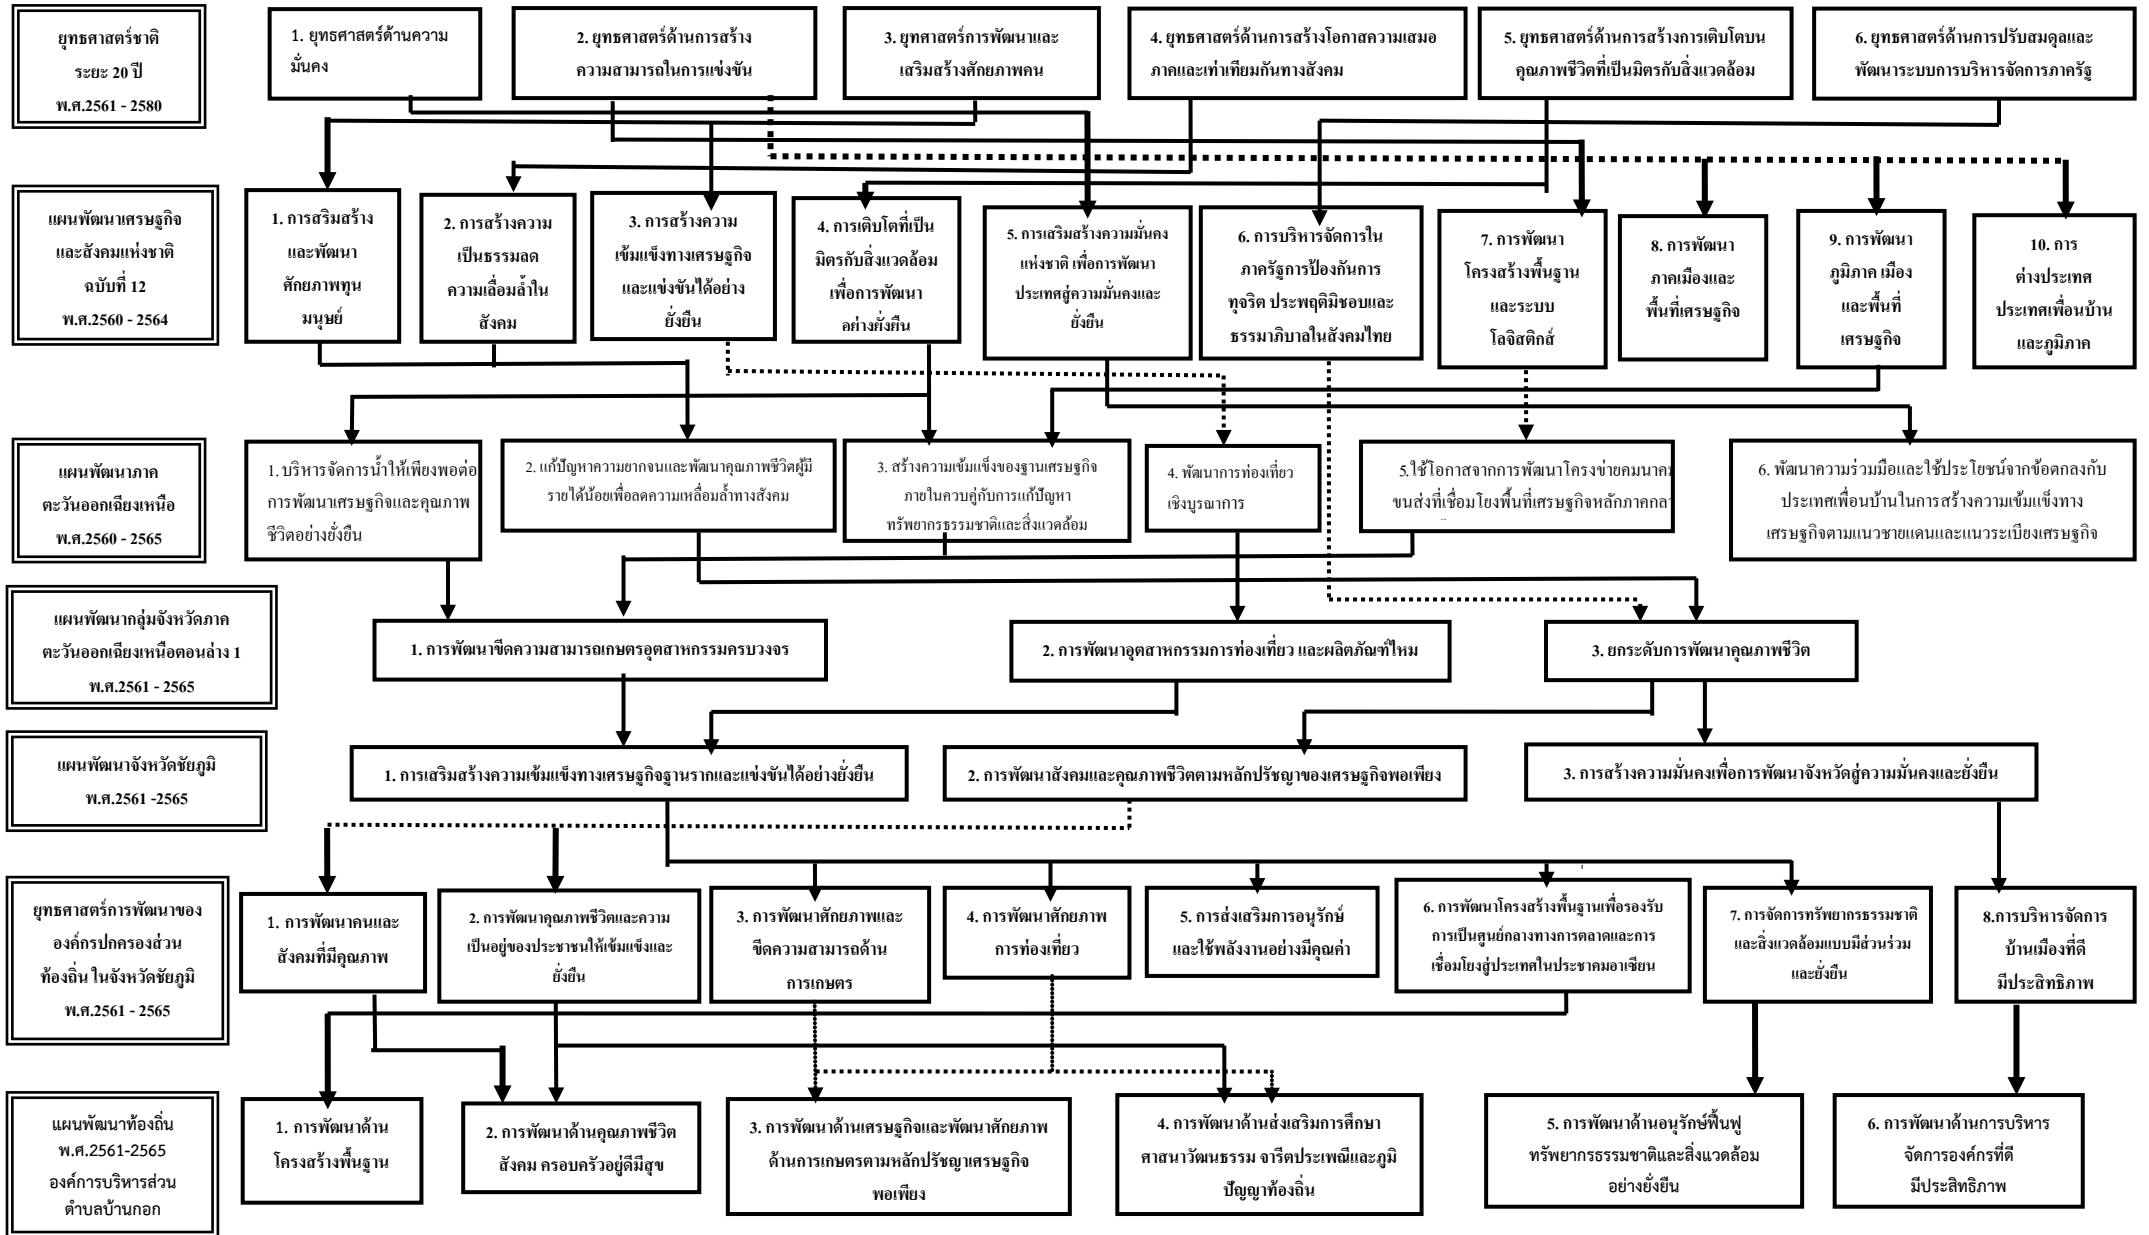 ยุทธศาสตร์ชาติ
ระยะ 20 ปี
พ.ศ.2561 - 2580
1. ยุทธศาสตร์ด้านความ
มั่นคง
2. ยุทธศาสตร์ด้านการสร้าง
ความสามารถในการแข่งขัน
3. ยุทศาสตร์การพัฒนาและ
เสริมสร้างศักยภาพคน
4. ยุทธศาสตร์ด้านการสร้างโอกาสความเสมอ
ภาคและเท่าเทียมกันทางสังคม
5. ยุทธศาสตร์ด้านการสร้างการเติบโตบน
คุณภาพชีวิตที่เป็นมิตรกับสิ่งแวดล้อม
6. ยุทธศาสตร์ด้านการปรับสมดุลและ
พัฒนาระบบการบริหารจัดการภาครัฐ
แผนพัฒนาเศรษฐกิจ
และสังคมแห่งชาติ
ฉบับที่ 12
พ.ศ.2560 - 2564
1. การสริมสร้าง
และพัฒนา
ศักยภาพทุน
มนุษย์
2. การสร้างความ
เป็นธรรมลด
ความเลื่อมล้ำใน
สังคม
3. การสร้างความ
เข้มแข็งทางเศรษฐกิจ
และแข่งขันได้อย่าง
ยั่งยืน
4. การเติบโตที่เป็น
มิตรกับสิ่งแวดล้อม
เพื่อการพัฒนา
อย่างยั่งยืน
5. การเสริมสร้างความมั่นคง
แห่งชาติ เพื่อการพัฒนา
ประเทศสู่ความมั่นคงและ
ยั่งยืน
6. การบริหารจัดการใน
ภาครัฐการป้องกันการ
ทุจริต ประพฤติมิชอบและ
ธรรมาภิบาลในสังคมไทย
7. การพัฒนา
โครงสร้างพื้นฐาน
และระบบ
โลจิสติกส์
8. การพัฒนา
ภาคเมืองและ
พื้นที่เศรษฐกิจ
9. การพัฒนา
ภูมิภาค เมือง
และพื้นที่
เศรษฐกิจ
10. การ
ต่างประเทศ
ประเทศเพื่อนบ้าน
และภูมิภาค
แผนพัฒนาภาค
ตะวันออกเฉียงเหนือ
พ.ศ.2560 - 2565
1. บริหารจัดการน้ำให้เพียงพอต่อ
การพัฒนาเศรษฐกิจและคุณภาพ
ชีวิตอย่างยั่งยืน
2. แก้ปัญหาความยากจนและพัฒนาคุณภาพชีวิตผู้มี
รายได้น้อยเพื่อลดความเหลื่อมล้ำทางสังคม
3. สร้างความเข้มแข็งของฐานเศรษฐกิจ
ภายในควบคู่กับการแก้ปัญหา
ทรัพยากรธรรมชาติและสิ่งแวดล้อม
4. พัฒนาการท่องเที่ยว
เชิงบูรณาการ
5.ใช้โอกาสจากการพัฒนาโครงข่ายคมนาคม
ขนส่งที่เชื่อมโยงพื้นที่เศรษฐกิจหลักภาคกลา
6. พัฒนาความร่วมมือและใช้ประโยชน์จากข้อตกลงกับ
ประเทศเพื่อนบ้านในการสร้างความเข้มแข็งทาง
เศรษฐกิจตามแนวชายแดนและแนวระเบียงเศรษฐกิจ
แผนพัฒนากลุ่มจังหวัดภาค
ตะวันออกเฉียงเหนือตอนล่าง 1
พ.ศ.2561 - 2565
1. การพัฒนาขีดความสามารถเกษตรอุตสาหกรรมครบวงจร
2. การพัฒนาอุตสาหกรรมการท่องเที่ยว และผลิตภัณฑ์ไหม
3. ยกระดับการพัฒนาคุณภาพชีวิต
แผนพัฒนาจังหวัดชัยภูมิ
พ.ศ.2561 -2565
1. การเสริมสร้างความเข้มแข็งทางเศรษฐกิจฐานรากและแข่งขันได้อย่างยั่งยืน
2. การพัฒนาสังคมและคุณภาพชีวิตตามหลักปรัชญาของเศรษฐกิจพอเพียง
3. การสร้างความมั่นคงเพื่อการพัฒนาจังหวัดสู่ความมั่นคงและยั่งยืน
ยุทธศาสตร์การพัฒนาของ
องค์กรปกครองส่วน
ท้องถิ่น ในจังหวัดชัยภูมิ
พ.ศ.2561 - 2565
1. การพัฒนาคนและ
สังคมที่มีคุณภาพ
2. การพัฒนาคุณภาพชีวิตและความ
เป็นอยู่ของประชาชนให้เข้มแข็งและ
ยั่งยืน
3. การพัฒนาศักยภาพและ
ขีดความสามารถด้าน
การเกษตร
4. การพัฒนาศักยภาพ
การท่องเที่ยว
5. การส่งเสริมการอนุรักษ์
และใช้พลังงานอย่างมีคุณค่า
6. การพัฒนาโครงสร้างพื้นฐานเพื่อรองรับ
การเป็นศูนย์กลางทางการตลาดและการ
เชื่อมโยงสู่ประเทศในประชาคมอาเซียน
7. การจัดการทรัพยากรธรรมชาติ
และสิ่งแวดล้อมแบบมีส่วนร่วม
และยั่งยืน
8.การบริหารจัดการ
บ้านเมืองที่ดี
มีประสิทธิภาพ
แผนพัฒนาท้องถิ่น
พ.ศ.2561-2565
องค์การบริหารส่วน
ตำบลบ้านกอก
1. การพัฒนาด้าน
โครงสร้างพื้นฐาน
2. การพัฒนาด้านคุณภาพชีวิต
สังคม ครอบครัวอยู่ดีมีสุข
3. การพัฒนาด้านเศรษฐกิจและพัฒนาศักยภาพ
ด้านการเกษตรตามหลักปรัชญาเศรษฐกิจ
พอเพียง
4. การพัฒนาด้านส่งเสริมการศึกษา
ศาสนาวัฒนธรรม จารีตประเพณีและภูมิ
ปัญญาท้องถิ่น
5. การพัฒนาด้านอนุรักษ์ฟื้นฟู
ทรัพยากรธรรมชาติและสิ่งแวดล้อม
อย่างยั่งยืน
6. การพัฒนาด้านการบริหาร
จัดการองค์กรที่ดี
มีประสิทธิภาพ